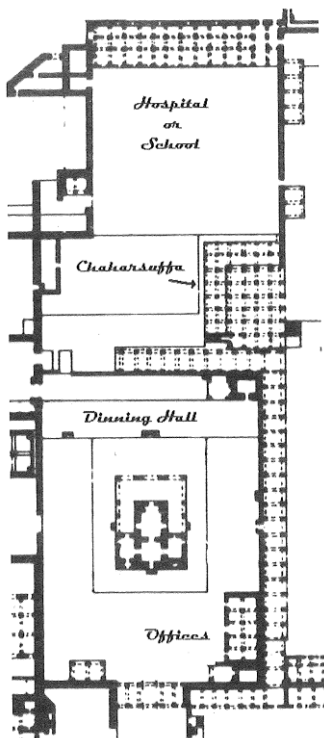 Hospital
or
School
Chaharsuffa
Dinning Hall
Offices